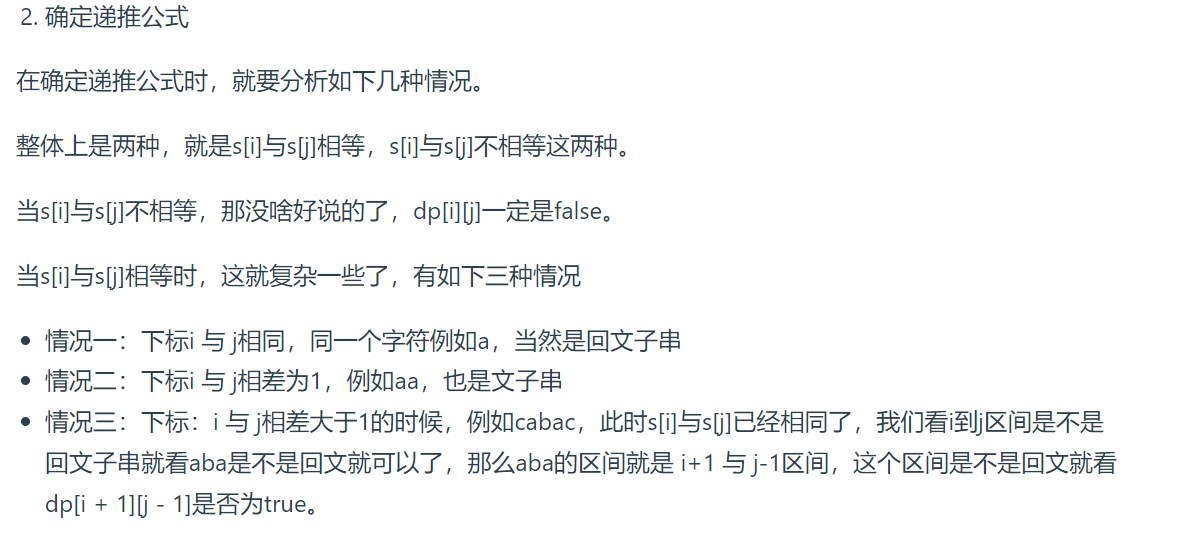 2. 确定递推公式
在确定递推公式时，就要分析如下几种情况。
整体上是两种，就是s[i]与s[j]相等，s[i]与s[j]不相等这两种。
当s[i]与s[j]不相等，那没啥好说的了，dp[i][j]一定是false。
当s[i]与s[j]相等时，这就复杂一些了，有如下三种情况
• 情况一：下标i 与 j相同，同一个字符例如a，当然是回文子串
• 情况二：下标i 与 j相差为1，例如aa，也是文子串
• 情况三：下标：i 与 j相差大于1的时候，例如cabac，此时s[i]与s[j]已经相同了，我们看i到j区间是不是
回文子串就看aba是不是回文就可以了，那么aba的区间就是 i+1 与 j-1区间，这个区间是不是回文就看
dp[i + 1][j - 1]是否为true。